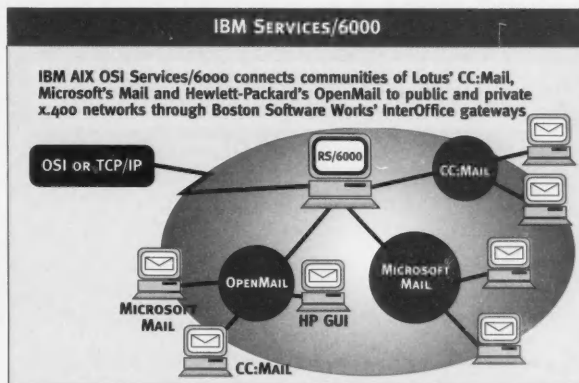 IBM SERVICES/6000
IBM AIX OSI Services/6000 connects communities of Lotus' CC:Mail,
Microsoft's Mail and Hewlett-Packard's OpenMail to public and private
x.400 networks through Boston Software Works' InterOffice gateways
RS/6000
OSI OR TCP/IP
CC:MAIL
OPENMAIL
MICROSOFT
MAIL
MICROSOFT
MAIL
HP GUI
CC:MAIL